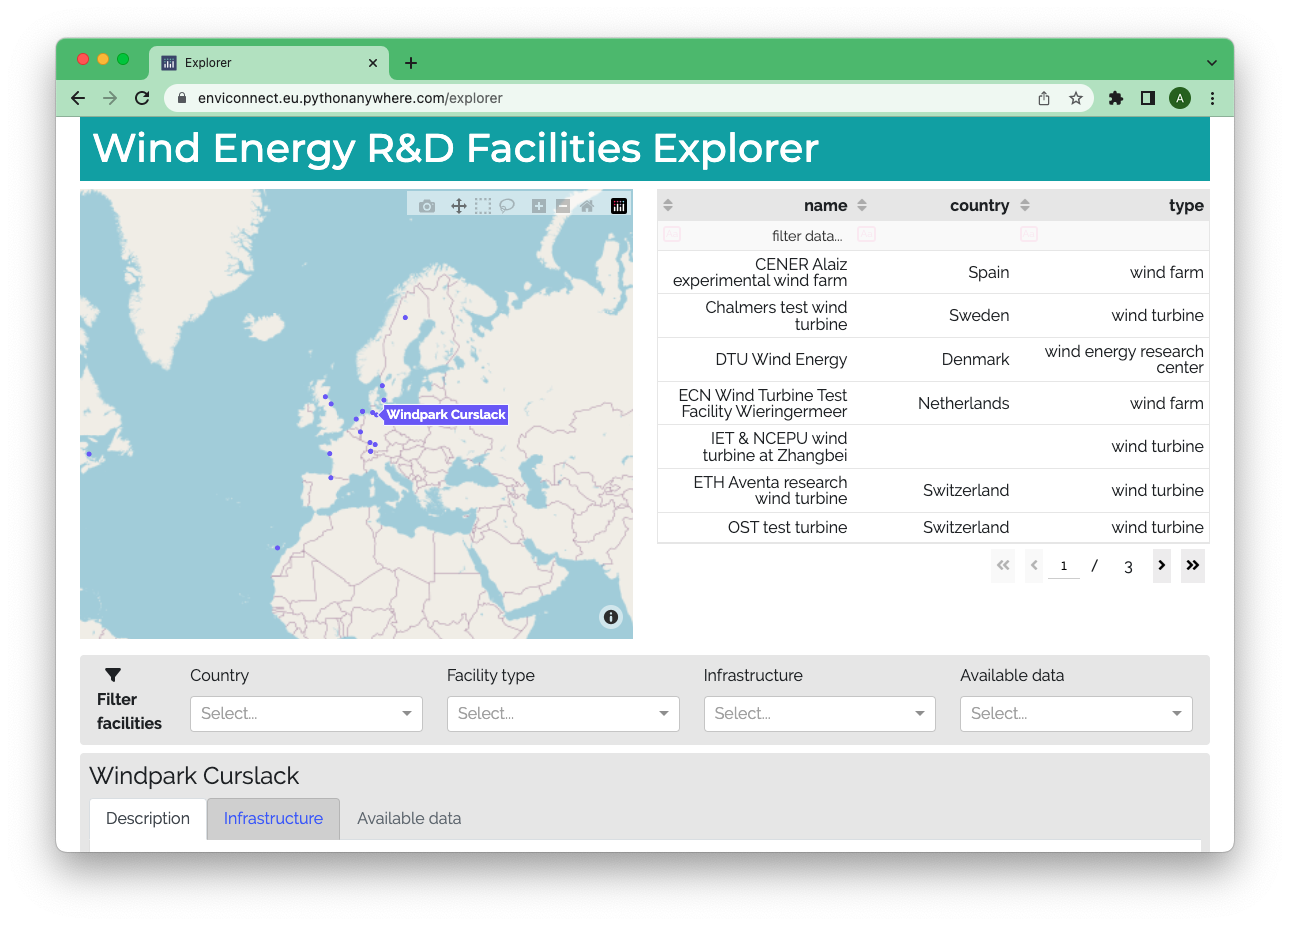 Explorer
enviconnect.eu.pythonanywhere.com/explorer
A
Wind Energy R&D Facilities Explorer
Windpark Curslack
name country type
filter data...
CENER Alaiz
experimental wind farm
Spain
wind farm
Chalmers test wind
turbine
Sweden
wind turbine
DTU Wind Energy
Denmark
wind energy research
center
ECN Wind Turbine Test
Facility Wieringermeer
Netherlands
wind farm
IET & NCEPU wind
turbine at Zhangbei
wind turbine
ETH Aventa research
wind turbine
Switzerland
wind turbine
OST test turbine
Switzerland
wind turbine
1 / 3
Filter
facilities
Country
Select...
Facility type
Select...
Infrastructure
Select...
Available data
Select...
Windpark Curslack
Description Infrastructure Available data